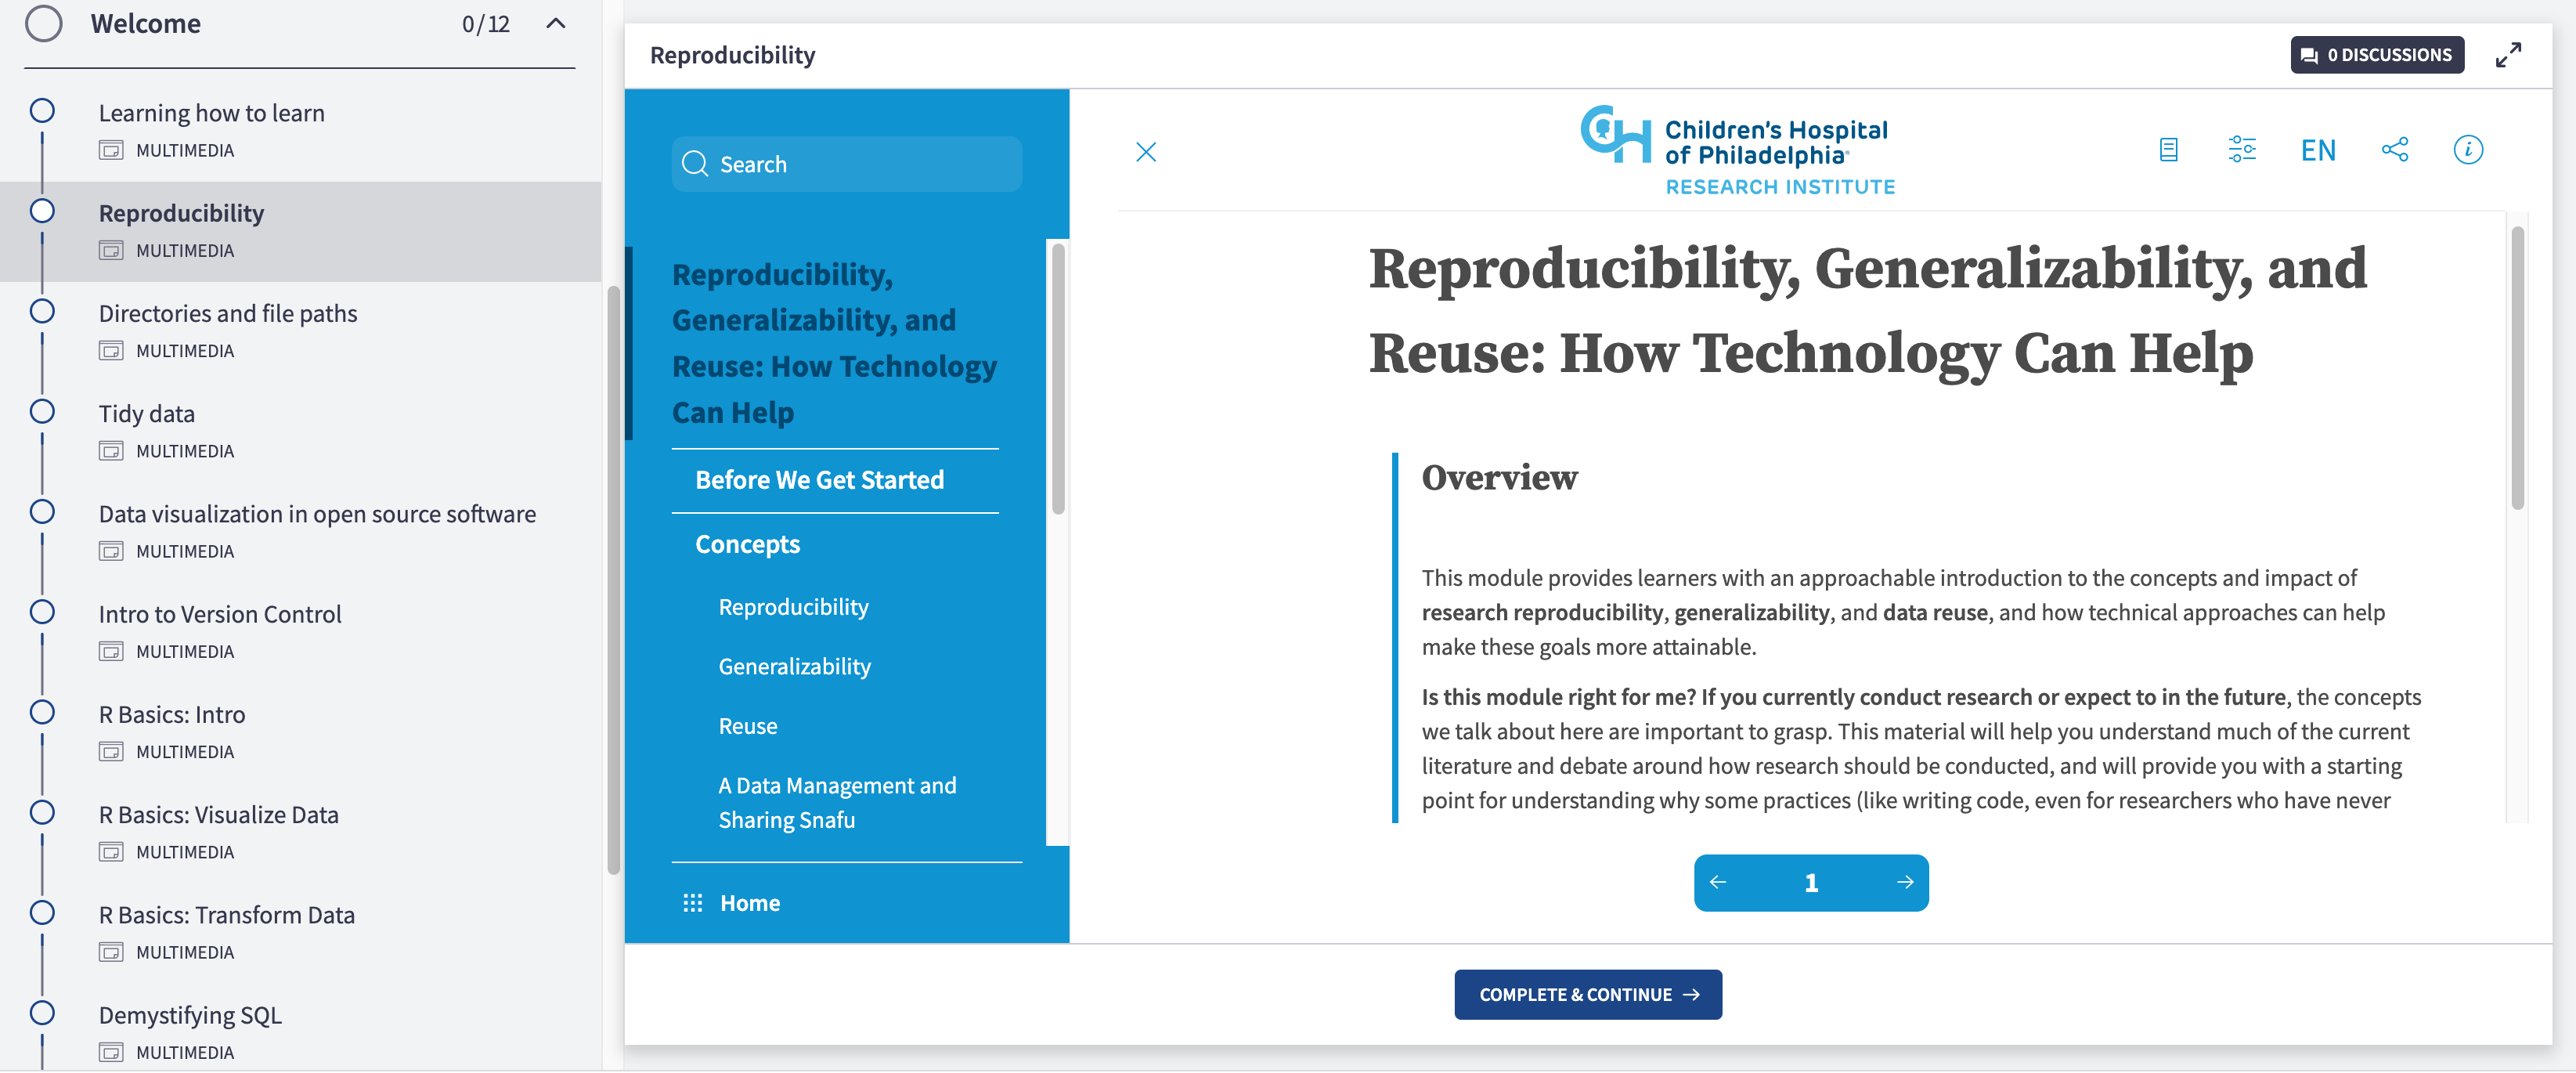 Welcome
0/12
Learning how to learn
MULTIMEDIA
Reproducibility
MULTIMEDIA
Directories and file paths
MULTIMEDIA
Tidy data
MULTIMEDIA
Data visualization in open source software
MULTIMEDIA
Intro to Version Control
MULTIMEDIA
R Basics: Intro
MULTIMEDIA
R Basics: Visualize Data
MULTIMEDIA
R Basics: Transform Data
MULTIMEDIA
Demystifying SQL
MULTIMEDIA
Reproducibility
0 DISCUSSIONS
Search
Reproducibility,
Generalizability, and
Reuse: How Technology
Can Help
Before We Get Started
Concepts
Reproducibility
Generalizability
Reuse
A Data Management and
Sharing Snafu
Home
CH
Children's Hospital
of Philadelphia
RESEARCH INSTITUTE
EN
Reproducibility, Generalizability, and
Reuse: How Technology Can Help
Overview
This module provides learners with an approachable introduction to the concepts and impact of
research reproducibility, generalizability, and data reuse, and how technical approaches can help
make these goals more attainable.
Is this module right for me? If you currently conduct research or expect to in the future, the concepts
we talk about here are important to grasp. This material will help you understand much of the current
literature and debate around how research should be conducted, and will provide you with a starting
point for understanding why some practices (like writing code, even for researchers who have never
1
COMPLETE & CONTINUE